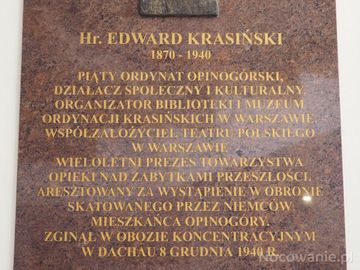 Hr. EDWARD KRASIŃSKI
1870 - 1940
PIĄTY ORDYNAT OPINOGÓRSKI,
DZIAŁACZ SPOŁECZNY I KULTURALNY.
ORGANIZATOR BIBLIOTEKI I MUZEUM
ORDYNACJI KRASIŃSKICH W WARSZAWIE.
WSPÓŁZAŁOŻYCIEL TEATRU POLSKIEGO
W WARSZAWIE
WIELOLETNI PREZES TOWARZYSTWA
OPIEKI NAD ZABYTKAMI PRZESZŁOŚCI.
ARESZTOWANY ZA WYSTĄPIENIE W OBRONIE
SKATOWANEGO PRZEZ NIEMCÓW
MIESZKAŃCA OPINOGÓRY.
ZGINĄŁ W OBOZIE KONCENTRACYJNYM
W DACHAU 8 GRUDNIA 1940 R.
Nocowanie.pl